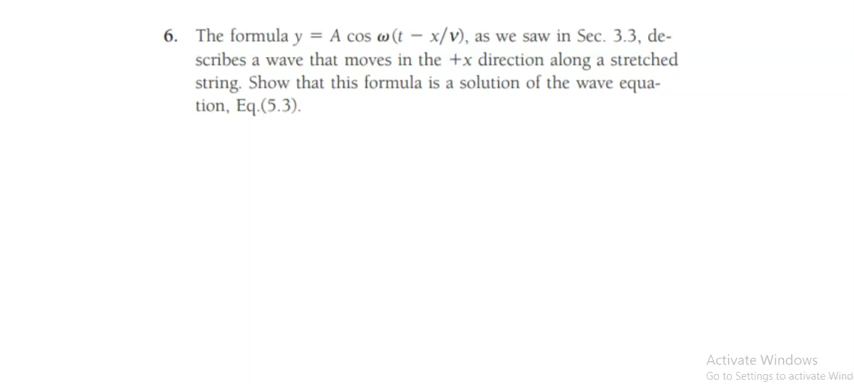 6. The formula y = A cos ω(t − x/v), as we saw in Sec. 3.3, de-
scribes a wave that moves in the +x direction along a stretched
string. Show that this formula is a solution of the wave equa-
tion, Eq.(5.3).
Activate Windows
Go to Settings to activate Wind